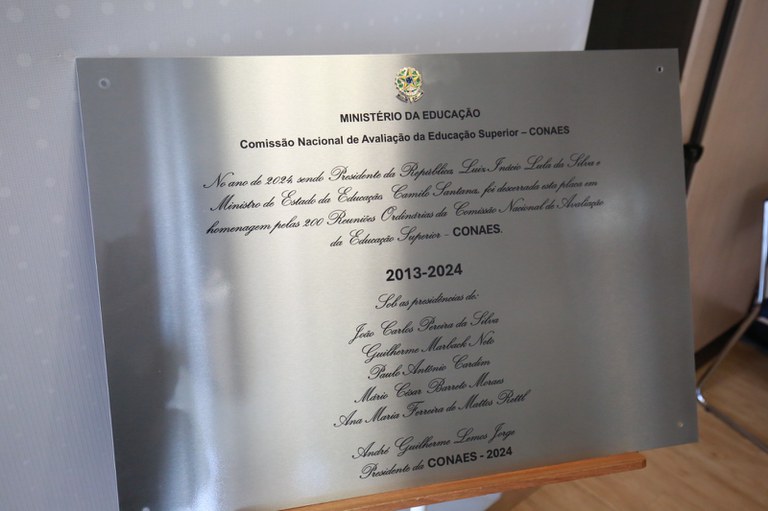 MINISTÉRIO DA EDUCAÇÃO
Comissão Nacional de Avaliação da Educação Superior – CONAES
No ano de 2024, sendo Presidente da República, Luiz Inácio Lula da Silva e
Ministro de Estado da Educação, Camilo Santana, foi descerrada esta placa em
homenagem pelas 200 Reuniões Ordinárias da Comissão Nacional de Avaliação
da Educação Superior – CONAES.
2013-2024
Sob as presidências de:
João Carlos Pereira da Silva
Guilherme Marback Neto
Paulo Antônio Cardim
Mário César Barreto Moraes
Ana Maria Ferreira de Mattos Rettl
André Guilherme Lemos Jorge
Presidente da CONAES - 2024